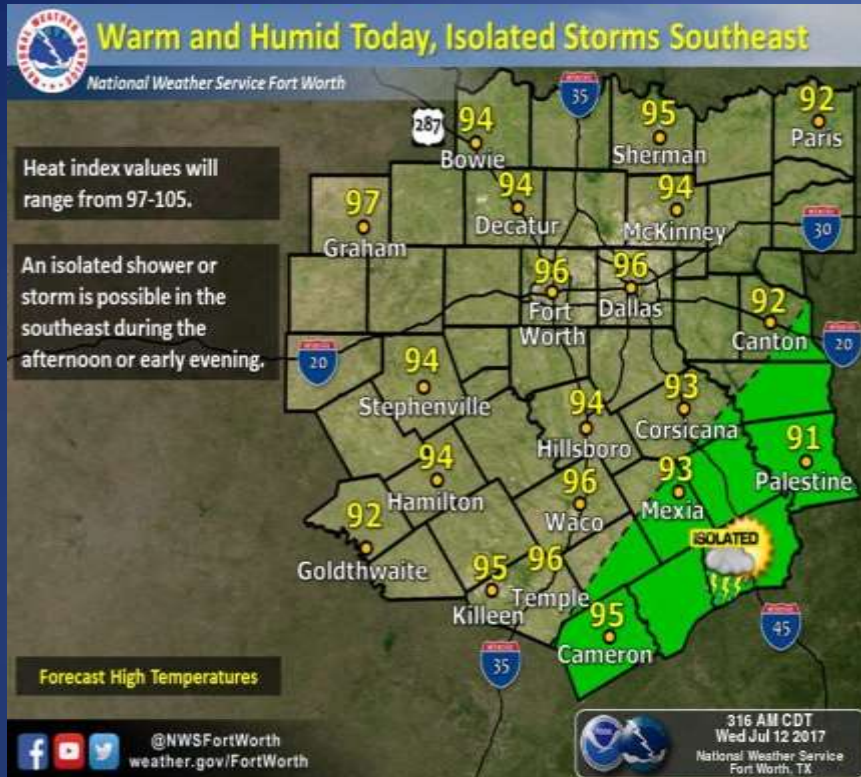 Warm and Humid Today, Isolated Storms Southeast
NATIONAL WEATHER SERVICE
National Weather Service Fort Worth
Heat index values will
range from 97-105.
An isolated shower or
storm is possible in the
southeast during the
afternoon or early evening.
287
35
94
Bowie
95
Sherman
92
Paris
97
Graham
94
Decatur
94
McKinney
30
96
Fort
Worth
96
Dallas
92
Canton
20
20
94
Stephenville
94
Hillsboro
93
Corsicana
91
Palestine
94
Hamilton
96
Waco
93
Mexia
92
Goldthwaite
ISOLATED
95
Killeen
96
Temple
95
Cameron
35
45
Forecast High Temperatures
@NWSFortWorth
weather.gov/FortWorth
NOAA
316 AM CDT
Wed Jul 12 2017
National Weather Service
Fort Worth, TX